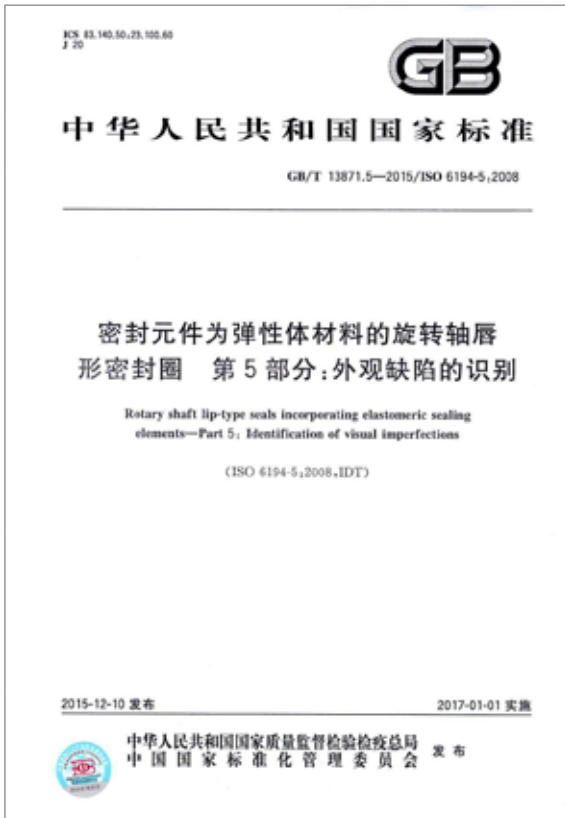 ICS 83.140.50;23.100.60
J 20
GB
中华人民共和国国家标准
GB/T 13871.5—2015/ISO 6194-5:2008
密封元件为弹性体材料的旋转轴唇
形密封圈 第5部分:外观缺陷的识别
Rotary shaft lip-type seals incorporating elastomeric sealing
elements—Part 5: Identification of visual imperfections
(ISO 6194-5:2008,IDT)
2015-12-10 发布
2017-01-01 实施
中华人民共和国国家质量监督检验检疫总局
中国国家标准化管理委员会
发布